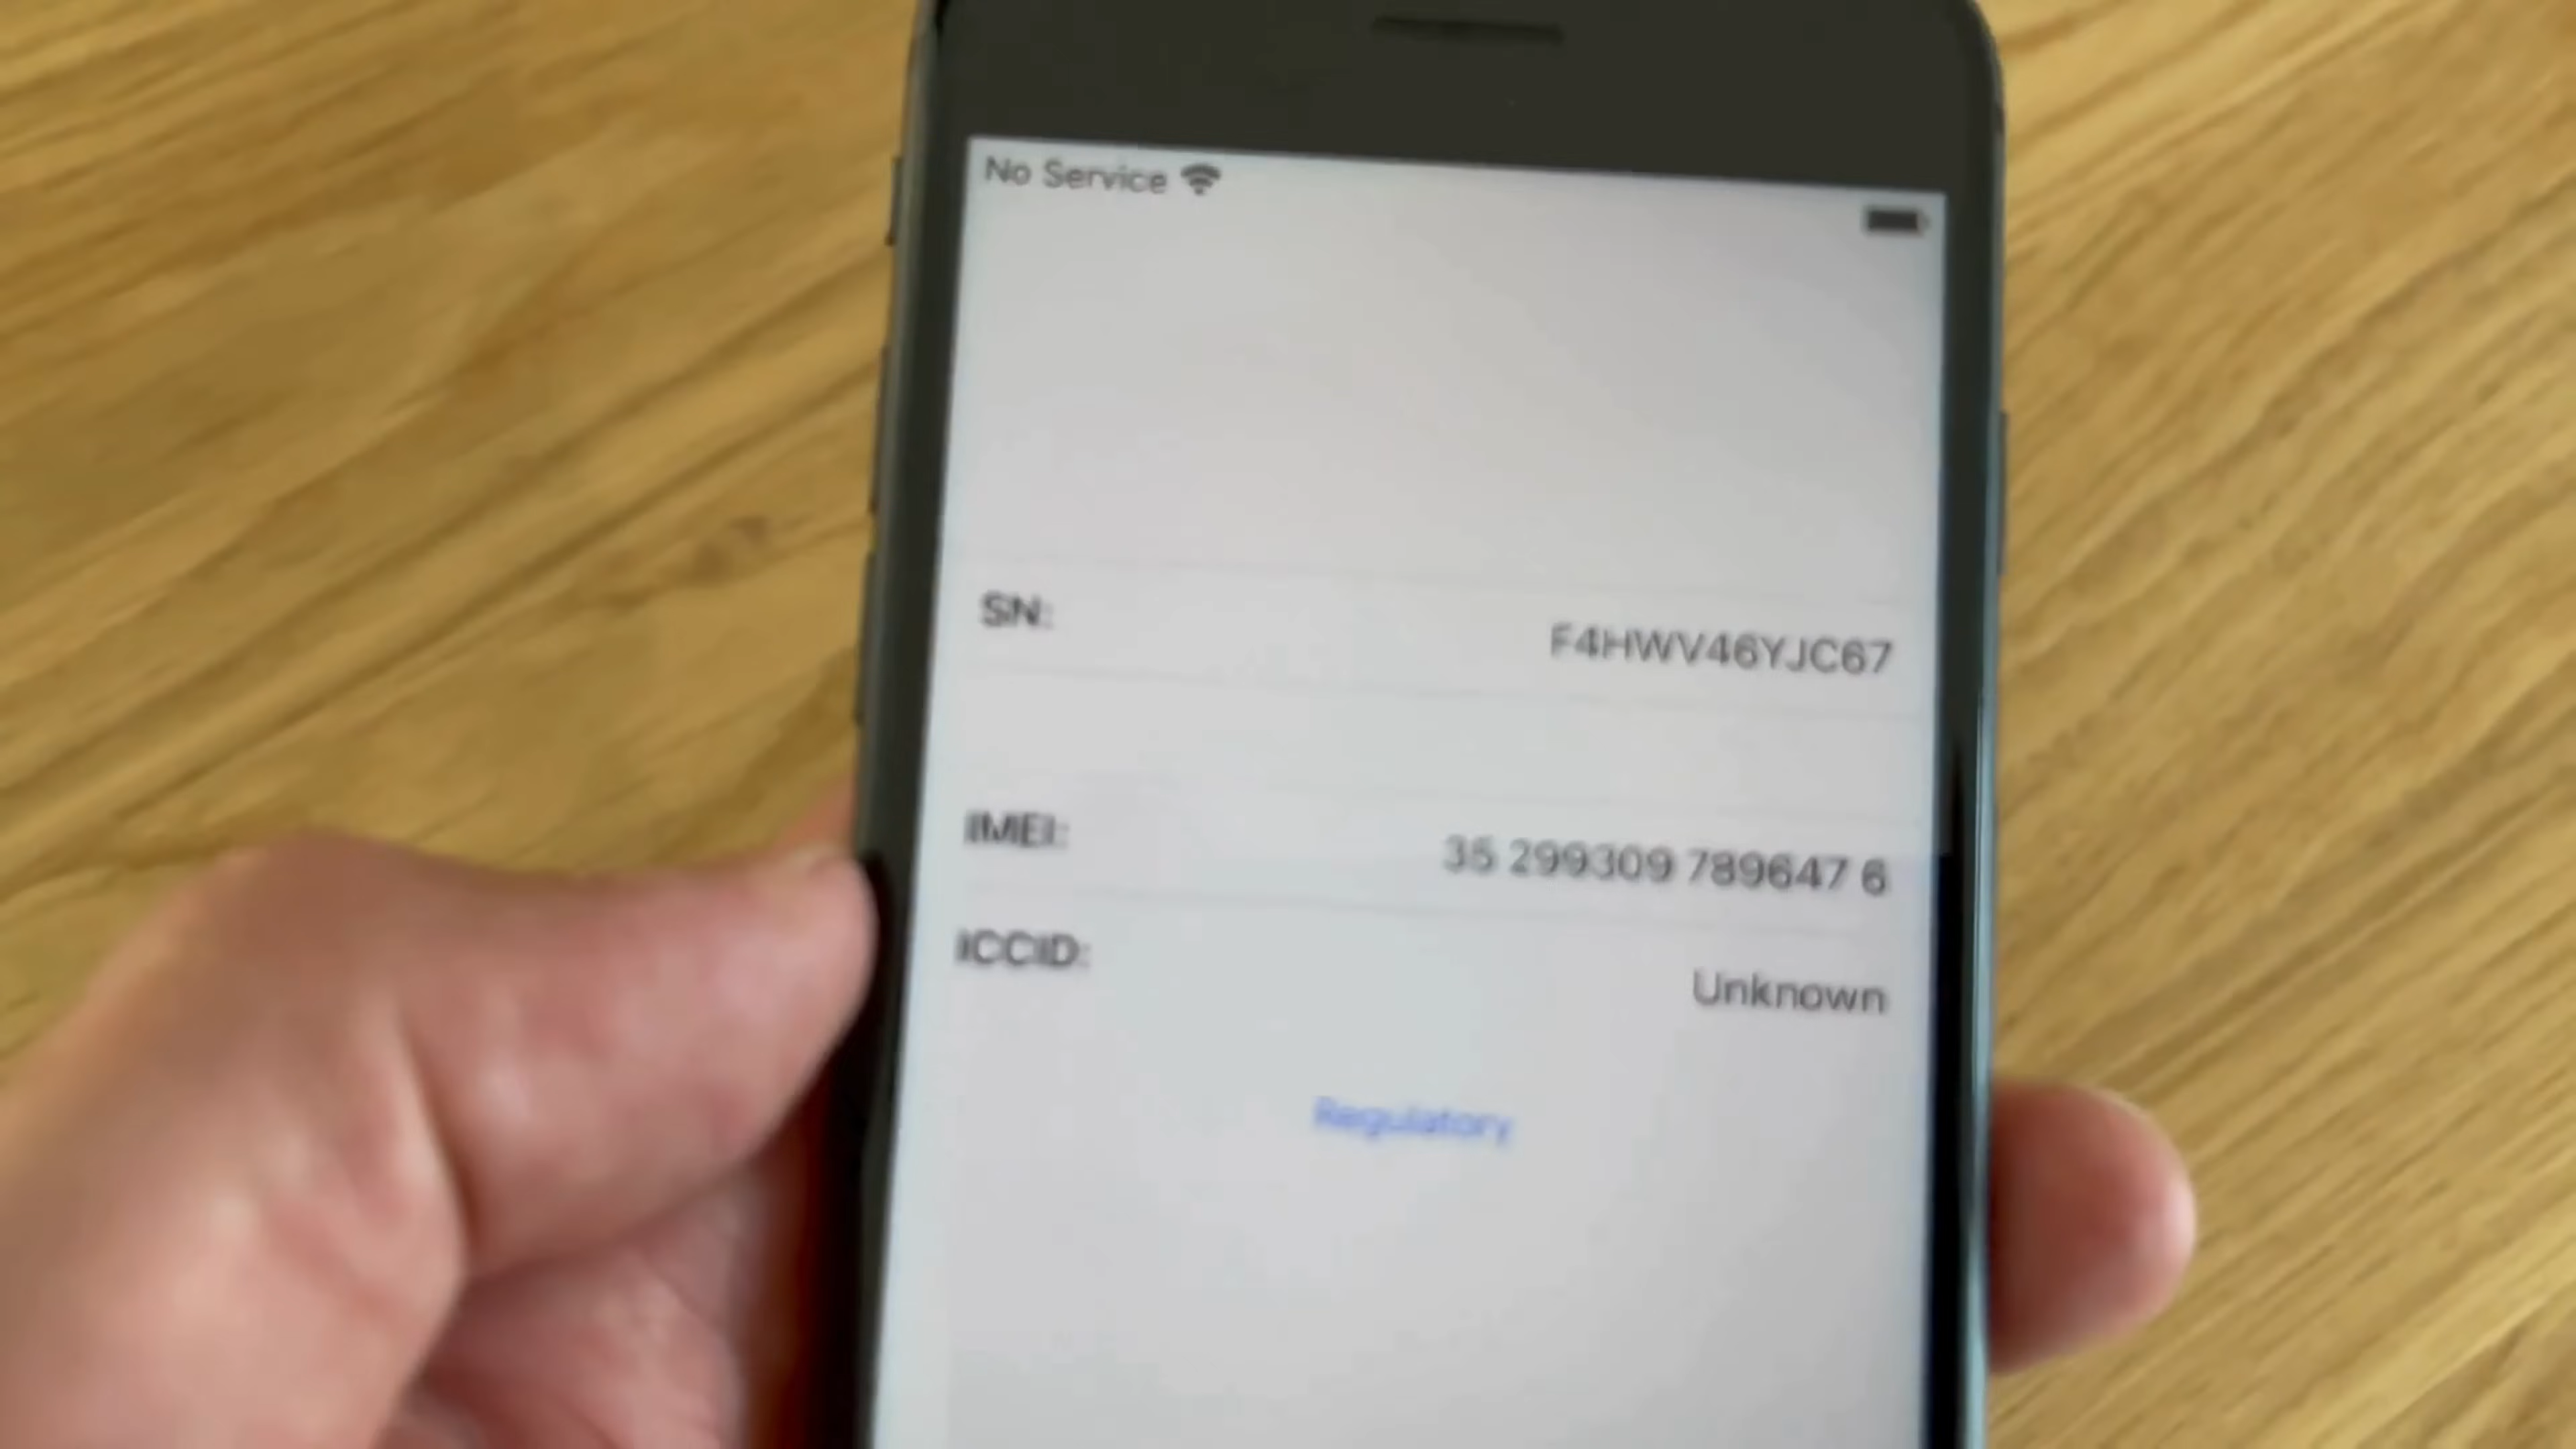 No Service
SN: F4HWV46YJC67
IMEI: 35 299309 789647 6
ICCID: Unknown
Regulatory